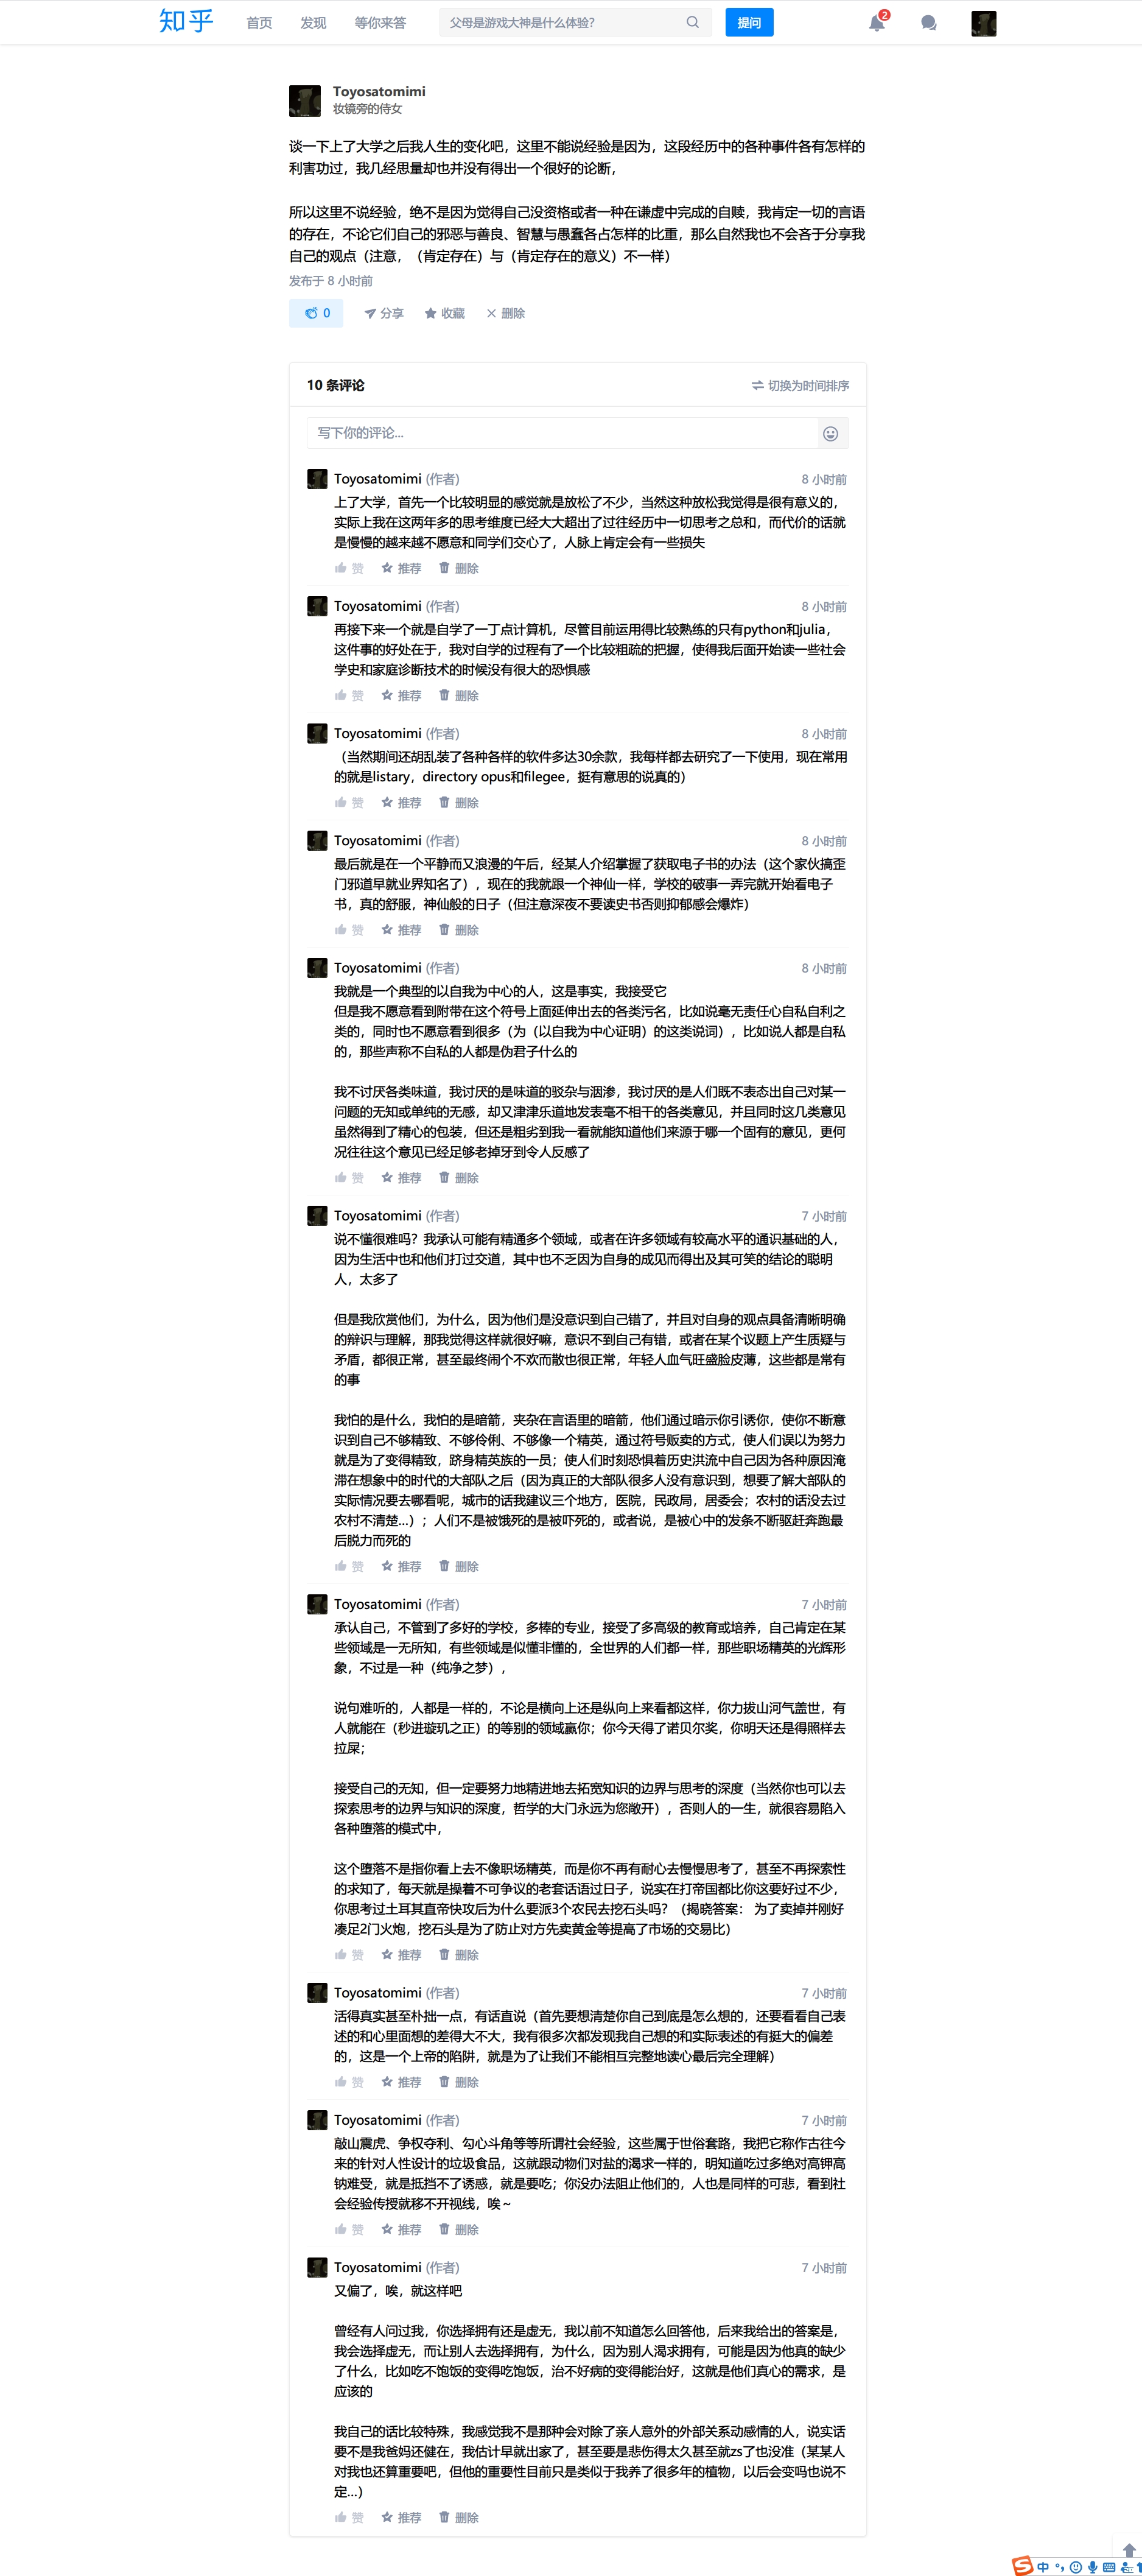 知乎
首页
发现
等你来答
父母是游戏大神是什么体验？
提问
2
Toyosatomimi
妆镜旁的侍女
谈一下上了大学之后我人生的变化吧，这里不能说经验是因为，这段经历中的各种事件各有怎样的
利害功过，我几经思量却也并没有得出一个很好的论断，
所以这里不说经验，绝不是因为觉得自己没资格或者一种在谦虚中完成的自赎，我肯定一切的言语
的存在，不论它们自己的邪恶与善良、智慧与愚蠢各占怎样的比重，那么自然我也不会吝于分享我
自己的观点（注意，（肯定存在）与（肯定存在的意义）不一样）
发布于 8 小时前
0
分享
收藏
删除
10 条评论
切换为时间排序
写下你的评论...
Toyosatomimi (作者)
8 小时前
上了大学，首先一个比较明显的感觉就是放松了不少，当然这种放松我觉得是很有意义的，
实际上我在这两年多的思考维度已经大大超出了过往经历中一切思考之总和，而代价的话就
是慢慢的越来越不愿意和同学们交心了，人脉上肯定会有一些损失
赞 推荐 删除
Toyosatomimi (作者)
8 小时前
再接下来一个就是自学了一丁点计算机，尽管目前运用得比较熟练的只有python和julia，
这件事的好处在于，我对自学的过程有了一个比较粗疏的把握，使得我后面开始读一些社会
学史和家庭诊断技术的时候没有很大的恐惧感
赞 推荐 删除
Toyosatomimi (作者)
8 小时前
（当然期间还胡乱装了各种各样的软件多达30余款，我每样都去研究了一下使用，现在常用
的就是listary，directory opus和filegee，挺有意思的说真的）
赞 推荐 删除
Toyosatomimi (作者)
8 小时前
最后就是在一个平静而又浪漫的午后，经某人介绍掌握了获取电子书的办法（这个家伙搞歪
门邪道早就业界知名了），现在的我就跟一个神仙一样，学校的破事一弄完就开始看电子
书，真的舒服，神仙般的日子（但注意深夜不要读史书否则抑郁感会爆炸）
赞 推荐 删除
Toyosatomimi (作者)
8 小时前
我就是一个典型的以自我为中心的人，这是事实，我接受它
但是我不愿意看到附带在这个符号上面延伸出去的各类污名，比如说毫无责任心自私自利之
类的，同时也不愿意看到很多（为（以自我为中心证明）的这类说词），比如说人都是自私
的，那些声称不自私的人都是伪君子什么的
我不讨厌各类味道，我讨厌的是味道的驳杂与洇渗，我讨厌的是人们既不表态出自己对某一
问题的无知或单纯的无感，却又津津乐道地发表毫不相干的各类意见，并且同时这几类意见
虽然得到了精心的包装，但还是粗劣到我一看就能知道他们来源于哪一个固有的意见，更何
况往往这个意见已经足够老掉牙到令人反感了
赞 推荐 删除
Toyosatomimi (作者)
7 小时前
说不懂很难吗？我承认可能有精通多个领域，或者在许多领域有较高水平的通识基础的人，
因为生活中也和他们打过交道，其中也不乏因为自身的成见而得出及其可笑的结论的聪明
人，太多了
但是我欣赏他们，为什么，因为他们是没意识到自己错了，并且对自身的观点具备清晰明确
的辩识与理解，那我觉得这样就很好嘛，意识不到自己有错，或者在某个议题上产生质疑与
矛盾，都很正常，甚至最终闹个不欢而散也很正常，年轻人血气旺盛脸皮薄，这些都是常有
的事
我怕的是什么，我怕的是暗箭，夹杂在言语里的暗箭，他们通过暗示你引诱你，使你不断意
识到自己不够精致、不够伶俐、不够像一个精英，通过符号贩卖的方式，使人们误以为努力
就是为了变得精致，跻身精英族的一员；使人们时刻恐惧着历史洪流中自己因为各种原因淹
滞在想象中的时代的大部队之后（因为真正的大部队很多人没有意识到，想要了解大部队的
实际情况要去哪看呢，城市的话我建议三个地方，医院，民政局，居委会；农村的话没去过
农村不清楚...）；人们不是被饿死的是被吓死的，或者说，是被心中的发条不断驱赶奔跑最
后脱力而死的
赞 推荐 删除
Toyosatomimi (作者)
7 小时前
承认自己，不管到了多好的学校，多棒的专业，接受了多高级的教育或培养，自己肯定在某
些领域是一无所知，有些领域是似懂非懂的，全世界的人们都一样，那些职场精英的光辉形
象，不过是一种（纯净之梦），
说句难听的，人都是一样的，不论是横向上还是纵向上来看都这样，你力拔山河气盖世，有
人就能在（秒进璇玑之正）的等别的领域赢你；你今天得了诺贝尔奖，你明天还是得照样去
拉屎；
接受自己的无知，但一定要努力地精进地去拓宽知识的边界与思考的深度（当然你也可以去
探索思考的边界与知识的深度，哲学的大门永远为您敞开），否则人的一生，就很容易陷入
各种堕落的模式中，
这个堕落不是指你看上去不像职场精英，而是你不再有耐心去慢慢思考了，甚至不再探索性
的求知了，每天就是操着不可争议的老套话语过日子，说实在打帝国都比你这要好过不少，
你思考过土耳其直帝快攻后为什么要派3个农民去挖石头吗？（揭晓答案： 为了卖掉并刚好
凑足2门火炮，挖石头是为了防止对方先卖黄金等提高了市场的交易比）
赞 推荐 删除
Toyosatomimi (作者)
7 小时前
活得真实甚至朴拙一点，有话直说（首先要想清楚你自己到底是怎么想的，还要看看自己表
述的和心里面想的差得大不大，我有很多次都发现我自己想的和实际表述的有挺大的偏差
的，这是一个上帝的陷阱，就是为了让我们不能相互完整地读心最后完全理解）
赞 推荐 删除
Toyosatomimi (作者)
7 小时前
敲山震虎、争权夺利、勾心斗角等等所谓社会经验，这些属于世俗套路，我把它称作古往今
来的针对人性设计的垃圾食品，这就跟动物们对盐的渴求一样的，明知道吃过多绝对高钾高
钠难受，就是抵挡不了诱惑，就是要吃；你没办法阻止他们的，人也是同样的可悲，看到社
会经验传授就移不开视线，唉～
赞 推荐 删除
Toyosatomimi (作者)
7 小时前
又偏了，唉，就这样吧
曾经有人问过我，你选择拥有还是虚无，我以前不知道怎么回答他，后来我给出的答案是，
我会选择虚无，而让别人去选择拥有，为什么，因为别人渴求拥有，可能是因为他真的缺少
了什么，比如吃不饱饭的变得吃饱饭，治不好病的变得能治好，这就是他们真心的需求，是
应该的
我自己的话比较特殊，我感觉我不是那种会对除了亲人意外的外部关系动感情的人，说实话
要不是我爸妈还健在，我估计早就出家了，甚至要是悲伤得太久甚至就zs了也没准（某某人
对我也还算重要吧，但他的重要性目前只是类似于我养了很多年的植物，以后会变吗也说不
定...）
赞 推荐 删除
S 中